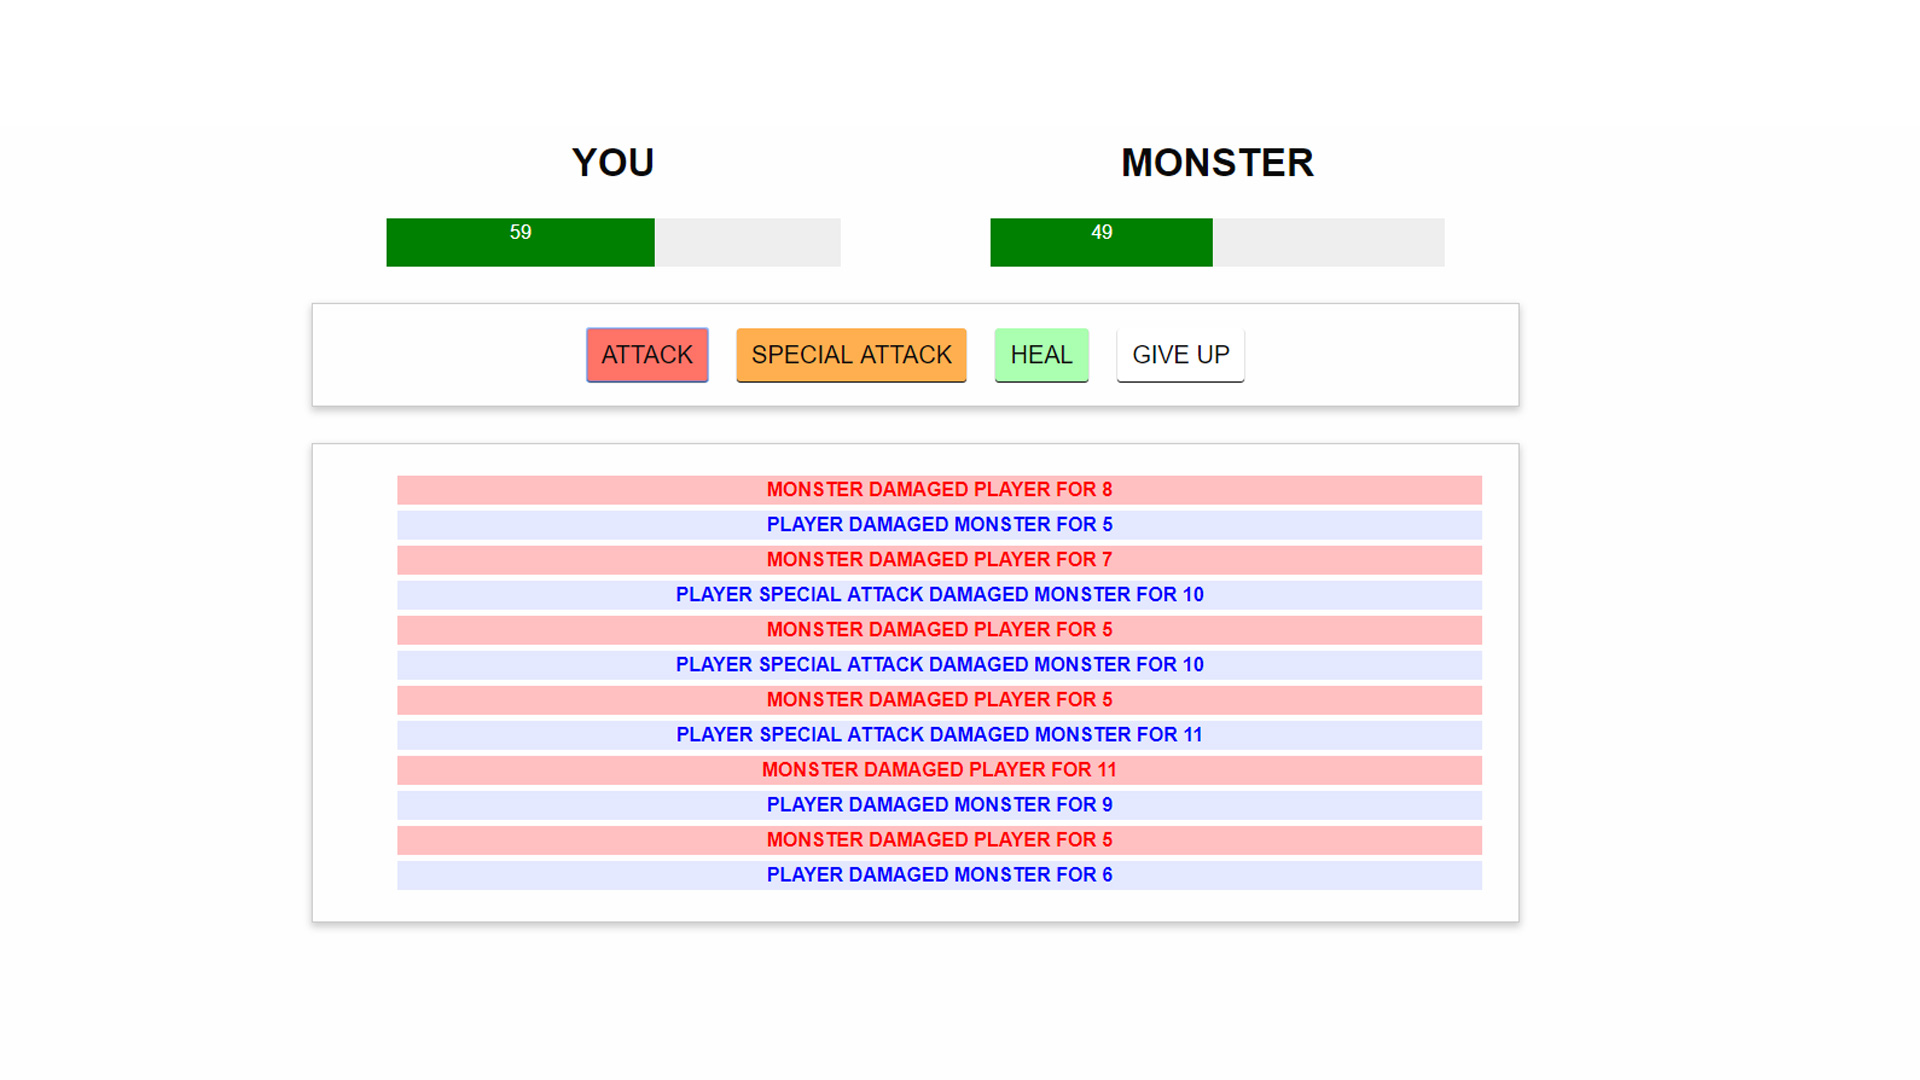 YOU MONSTER
59 49
ATTACK SPECIAL ATTACK HEAL GIVE UP
MONSTER DAMAGED PLAYER FOR 8
PLAYER DAMAGED MONSTER FOR 5
MONSTER DAMAGED PLAYER FOR 7
PLAYER SPECIAL ATTACK DAMAGED MONSTER FOR 10
MONSTER DAMAGED PLAYER FOR 5
PLAYER SPECIAL ATTACK DAMAGED MONSTER FOR 10
MONSTER DAMAGED PLAYER FOR 5
PLAYER SPECIAL ATTACK DAMAGED MONSTER FOR 11
MONSTER DAMAGED PLAYER FOR 11
PLAYER DAMAGED MONSTER FOR 9
MONSTER DAMAGED PLAYER FOR 5
PLAYER DAMAGED MONSTER FOR 6